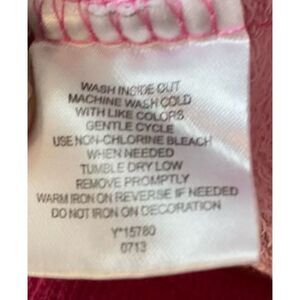 WASH INSIDE OUT
MACHINE WASH COLD
WITH LIKE COLORS
GENTLE CYCLE
USE NON-CHLORINE BLEACH
WHEN NEEDED
TUMBLE DRY LOW
REMOVE PROMPTLY
WARM IRON ON REVERSE IF NEEDED
DO NOT IRON ON DECORATION
Y*15780
0713